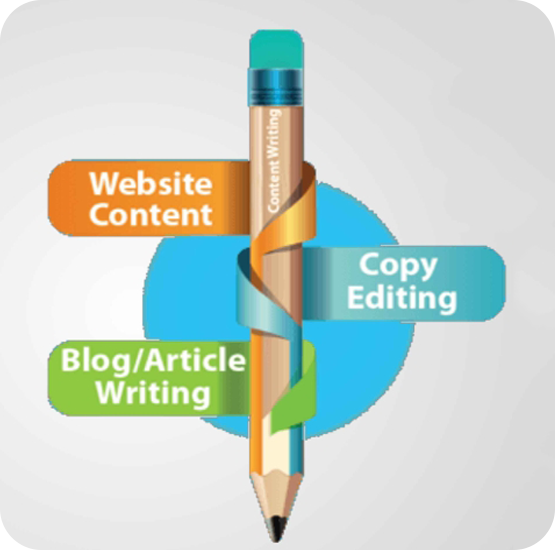 Content Writing
Website
Content
Copy
Editing
Blog/Article
Writing